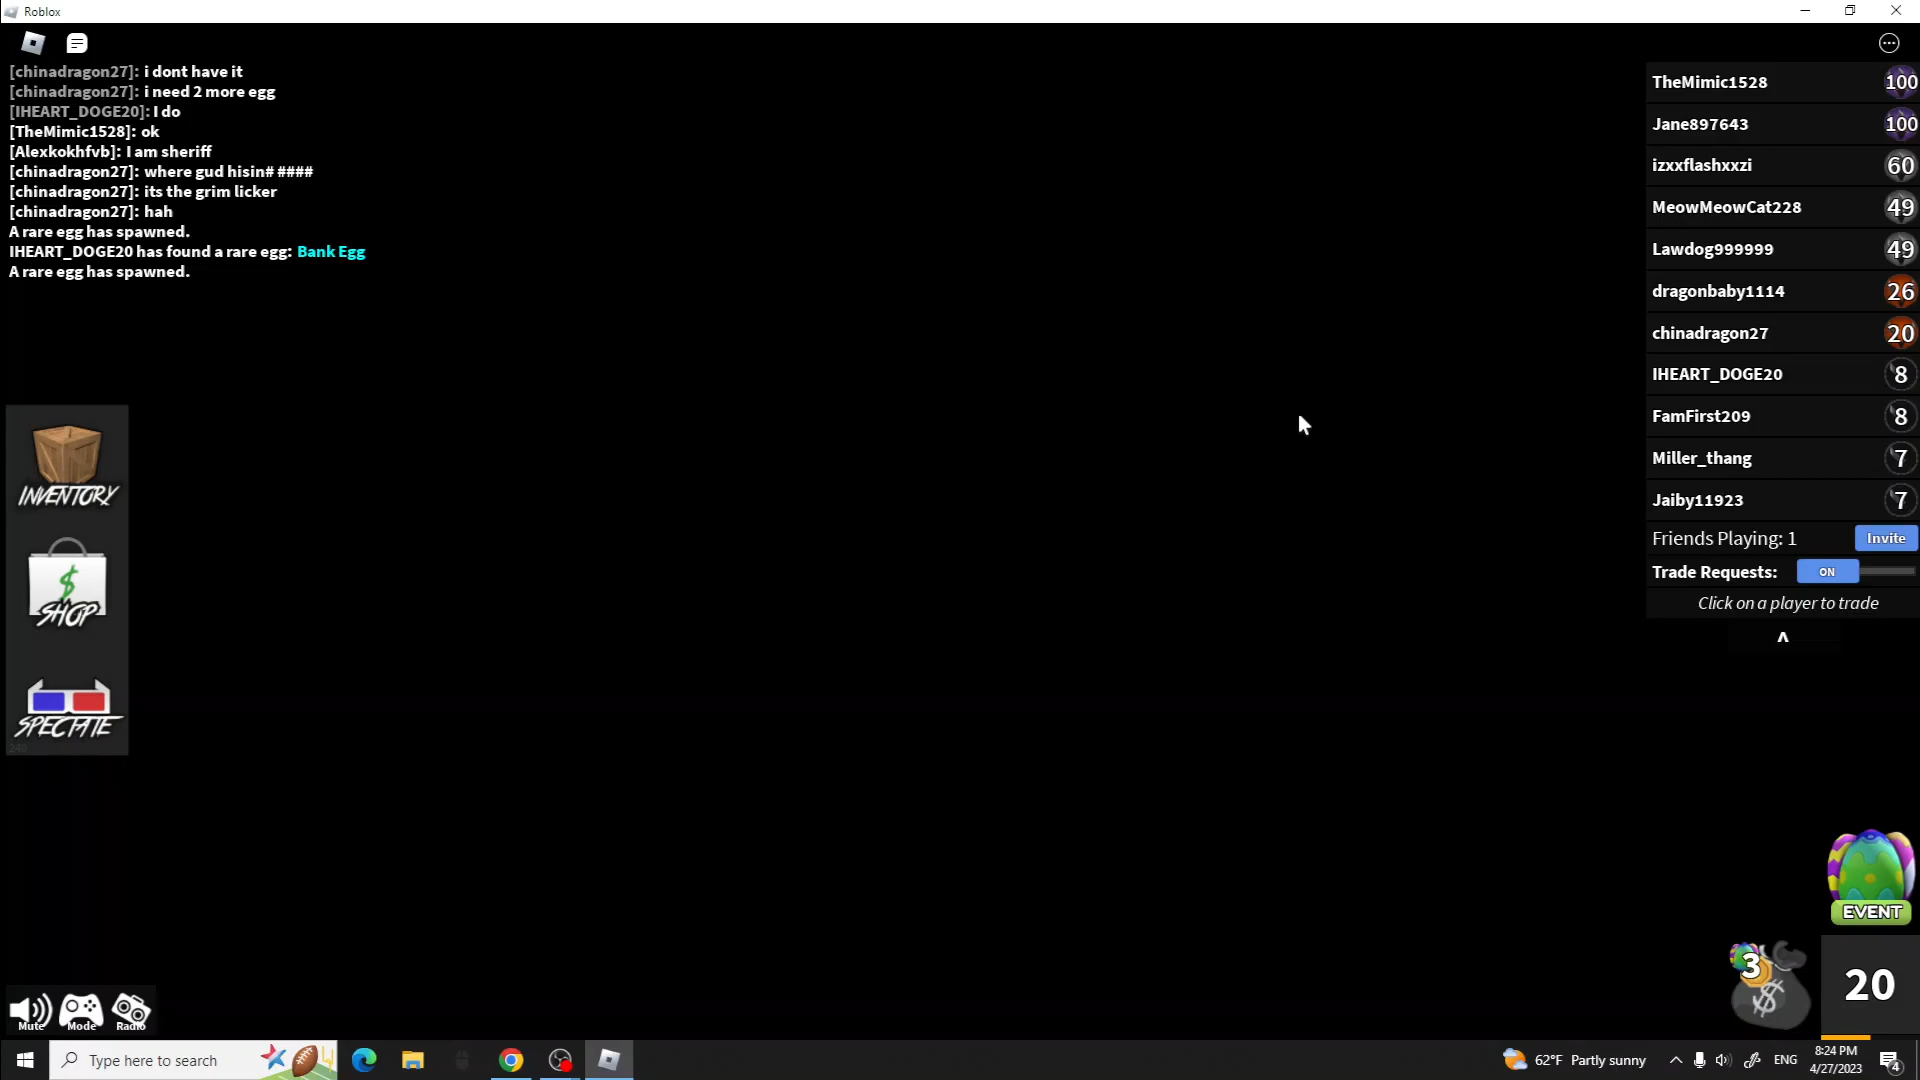 Roblox
[chinadragon27]: i dont have it
[chinadragon27]: i need 2 more egg
[IHEART_DOGE20]: I do
[TheMimic1528]: ok
[Alexkokhfvb]: I am sheriff
[chinadragon27]: where gud hisin# ####
[chinadragon27]: its the grim licker
[chinadragon27]: hah
A rare egg has spawned.
IHEART_DOGE20 has found a rare egg: Bank Egg
A rare egg has spawned.
TheMimic1528 100
Jane897643 100
izxxflashxxzi 60
MeowMeowCat228 49
Lawdog999999 49
dragonbaby1114 26
chinadragon27 20
IHEART_DOGE20 8
FamFirst209 8
Miller_thang 7
Jaiby11923 7
Friends Playing: 1 Invite
Trade Requests: ON
Click on a player to trade
^
INVENTORY
$
SHOP
SPECTATE
240
EVENT
3
$
20
Mute Mode Radio
Type here to search
62°F Partly sunny
ENG
8:24 PM
4/27/2023
4